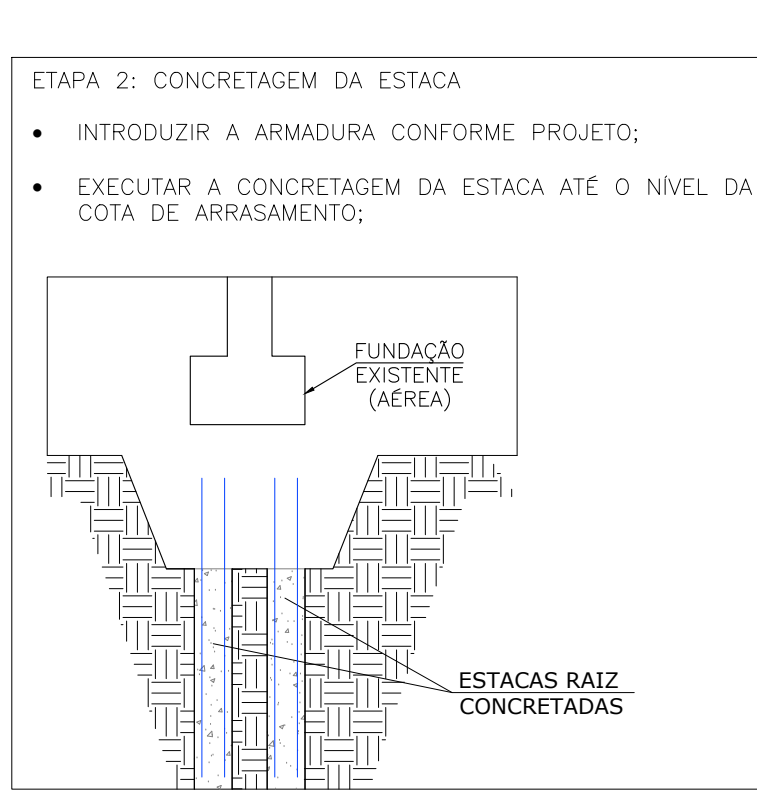 ETAPA 2: CONCRETAGEM DA ESTACA
• INTRODUZIR A ARMADURA CONFORME PROJETO;
• EXECUTAR A CONCRETAGEM DA ESTACA ATÉ O NÍVEL DA
COTA DE ARRASAMENTO;
FUNDAÇÃO
EXISTENTE
(AÉREA)
ESTACAS RAIZ
CONCRETADAS